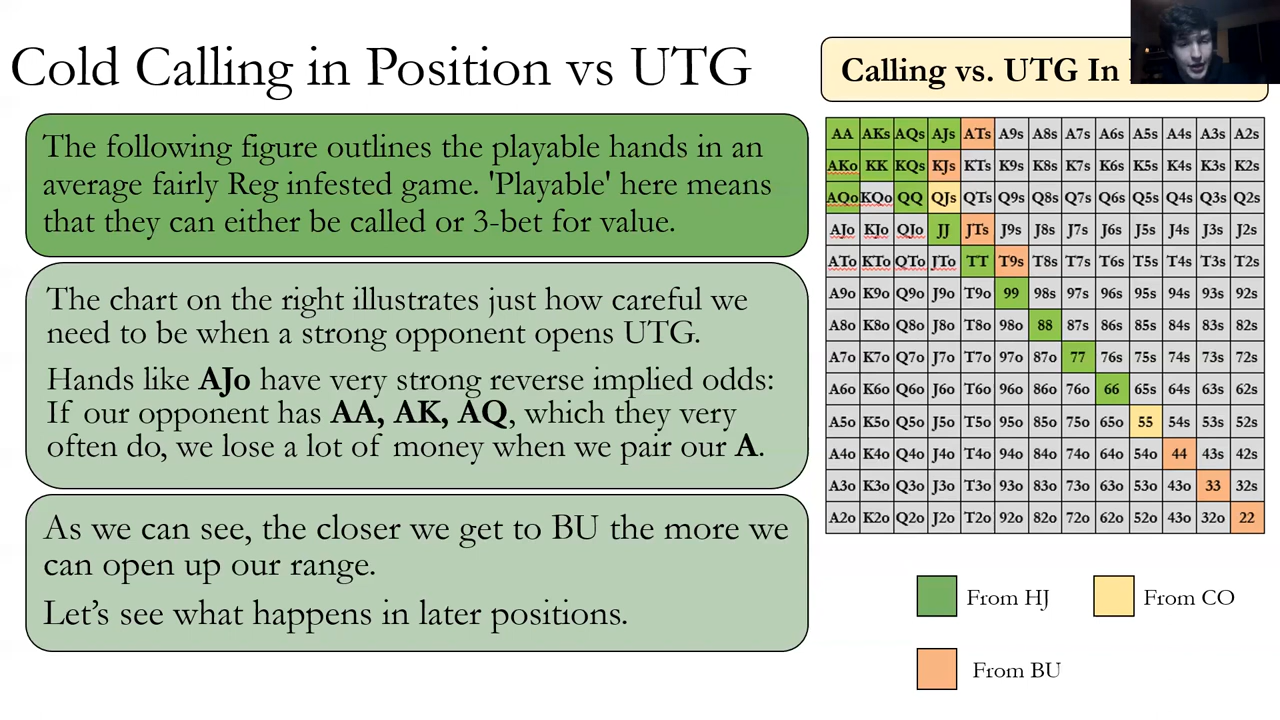 Cold Calling in Position vs UTG
The following figure outlines the playable hands in an
average fairly Reg infested game. 'Playable' here means
that they can either be called or 3-bet for value.
The chart on the right illustrates just how careful we
need to be when a strong opponent opens UTG.
Hands like AJo have very strong reverse implied odds:
If our opponent has AA, AK, AQ, which they very
often do, we lose a lot of money when we pair our A.
As we can see, the closer we get to BU the more we
can open up our range.
Let's see what happens in later positions.
Calling vs. UTG In
AA AKs AQs AJs ATs A9s A8s A7s A6s A5s A4s A3s A2s
AKo KK KQs KJs KTs K9s K8s K7s K6s K5s K4s K3s K2s
AQo KQo QQ QJs QTs Q9s Q8s Q7s Q6s Q5s Q4s Q3s Q2s
AJo KJo QJo JJ JTs J9s J8s J7s J6s J5s J4s J3s J2s
ATo KTo QTo JTo TT T9s T8s T7s T6s T5s T4s T3s T2s
A9o K9o Q9o J9o T9o 99 98s 97s 96s 95s 94s 93s 92s
A8o K8o Q8o J8o T8o 98o 88 87s 86s 85s 84s 83s 82s
A7o K7o Q7o J7o T7o 97o 87o 77 76s 75s 74s 73s 72s
A6o K6o Q6o J6o T6o 96o 86o 76o 66 65s 64s 63s 62s
A5o K5o Q5o J5o T5o 95o 85o 75o 65o 55 54s 53s 52s
A4o K4o Q4o J4o T4o 94o 84o 74o 64o 54o 44 43s 42s
A3o K3o Q3o J3o T3o 93o 83o 73o 63o 53o 43o 33 32s
A2o K2o Q2o J2o T2o 92o 82o 72o 62o 52o 43o 32o 22
From HJ
From CO
From BU